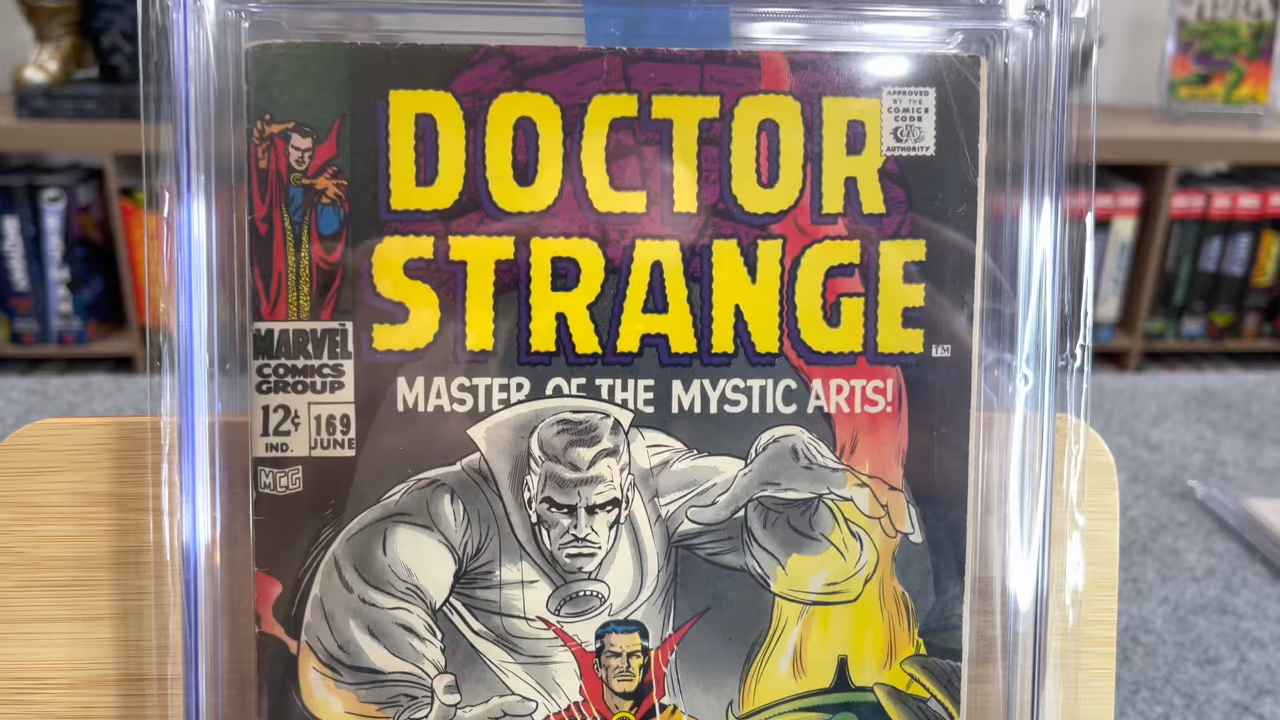 DOCTOR
STRANGE
TM
MASTER OF THE MYSTIC ARTS!
APPROVED
BY THE
COMICS
CODE
CA
AUTHORITY
MARVEL
COMICS
GROUP
12¢
IND.
169
JUNE
MCG